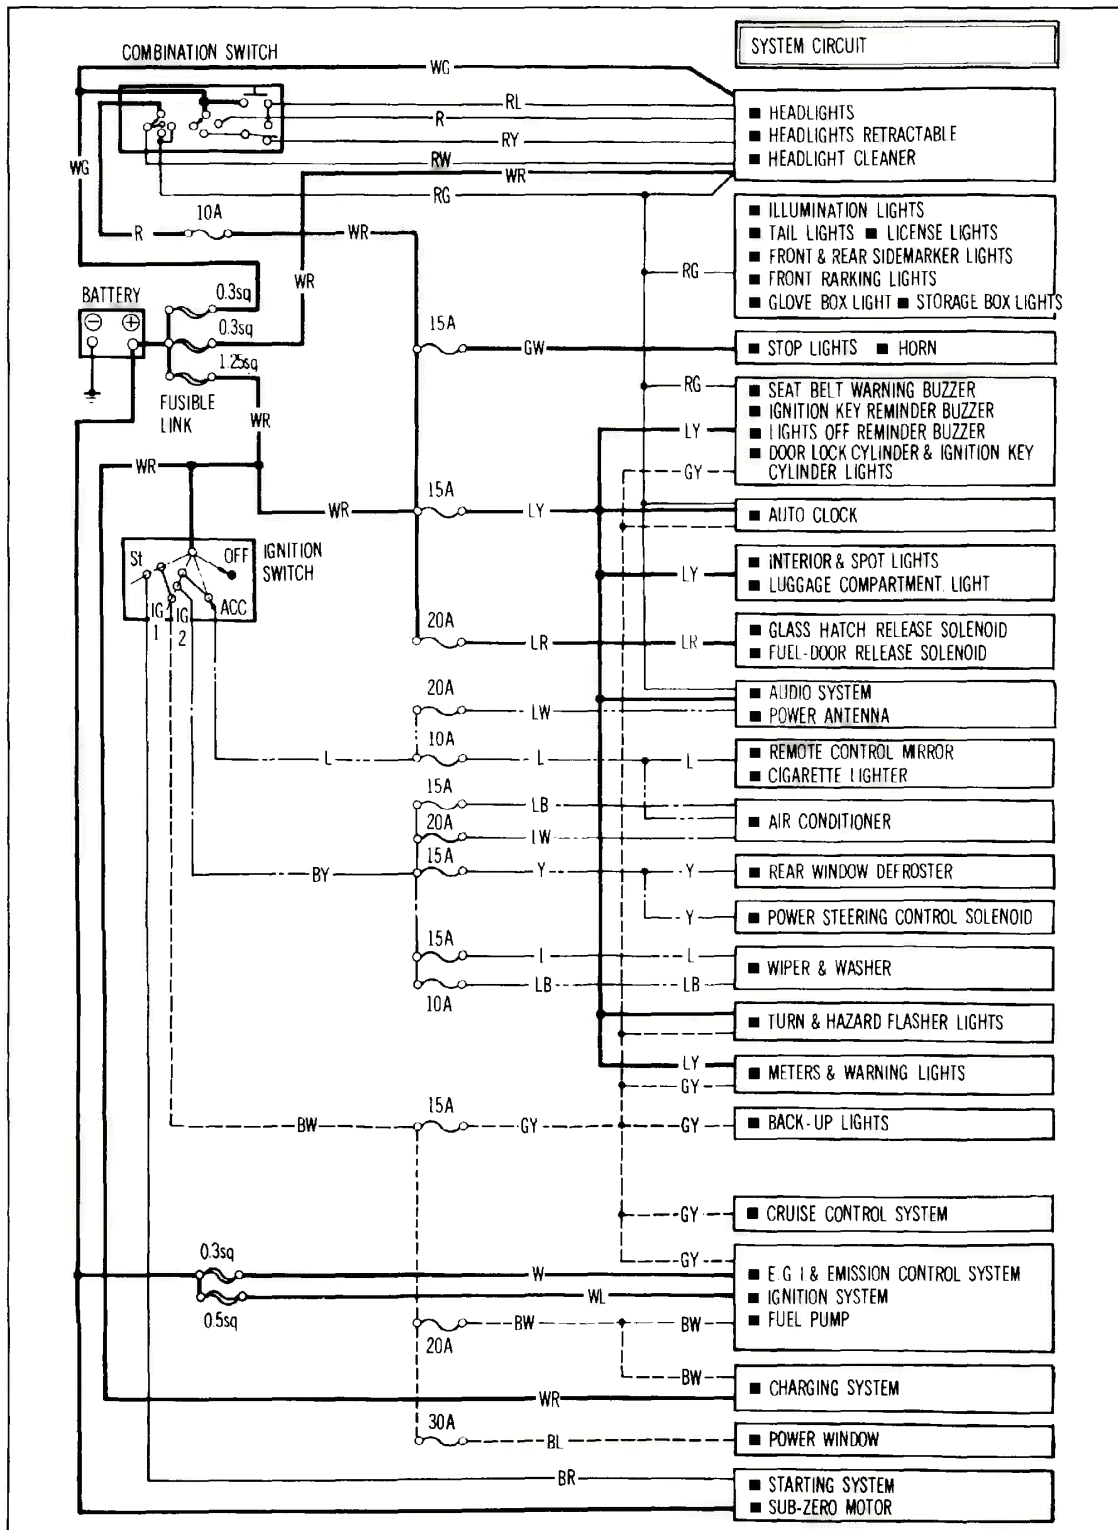 SYSTEM CIRCUIT
COMBINATION SWITCH
WG
RL
R
RY
RW
WR
RG
WG
■ HEADLIGHTS
■ HEADLIGHTS RETRACTABLE
■ HEADLIGHT CLEANER
10A
R
WR
WR
RG
■ ILLUMINATION LIGHTS
■ TAIL LIGHTS ■ LICENSE LIGHTS
■ FRONT & REAR SIDEMARKER LIGHTS
■ FRONT RARKING LIGHTS
■ GLOVE BOX LIGHT ■ STORAGE BOX LIGHTS
BATTERY
0.3sq
0.3sq
1.25sq
FUSIBLE
LINK
WR
15A
GW
■ STOP LIGHTS ■ HORN
RG
LY
GY
■ SEAT BELT WARNING BUZZER
■ IGNITION KEY REMINDER BUZZER
■ LIGHTS OFF REMINDER BUZZER
■ DOOR LOCK CYLINDER & IGNITION KEY
CYLINDER LIGHTS
WR
WR
15A
LY
■ AUTO CLOCK
St
OFF
IG
1
IG
2
ACC
IGNITION
SWITCH
LY
■ INTERIOR & SPOT LIGHTS
■ LUGGAGE COMPARTMENT LIGHT
20A
LR
LR
■ GLASS HATCH RELEASE SOLENOID
■ FUEL-DOOR RELEASE SOLENOID
20A
LW
■ AUDIO SYSTEM
■ POWER ANTENNA
L
10A
L
L
■ REMOTE CONTROL MIRROR
■ CIGARETTE LIGHTER
15A
LB
20A
LW
■ AIR CONDITIONER
BY
15A
Y
Y
■ REAR WINDOW DEFROSTER
Y
■ POWER STEERING CONTROL SOLENOID
15A
L
L
10A
LB
LB
■ WIPER & WASHER
■ TURN & HAZARD FLASHER LIGHTS
LY
GY
■ METERS & WARNING LIGHTS
BW
15A
GY
GY
■ BACK-UP LIGHTS
GY
■ CRUISE CONTROL SYSTEM
0.3sq
0.5sq
GY
W
WL
20A
BW
BW
■ E.G I & EMISSION CONTROL SYSTEM
■ IGNITION SYSTEM
■ FUEL PUMP
BW
WR
■ CHARGING SYSTEM
30A
BL
■ POWER WINDOW
BR
■ STARTING SYSTEM
■ SUB-ZERO MOTOR